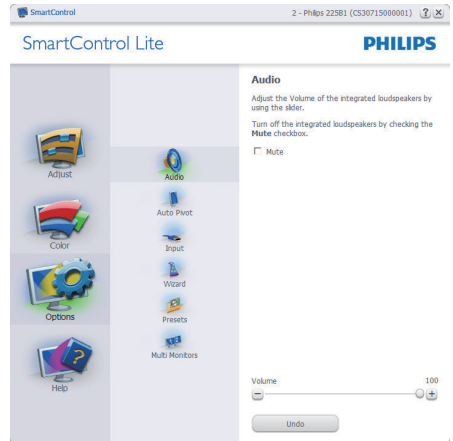 SmartControl
2 - Philips 225B1 (CS30715000001)
?
×
SmartControl Lite
PHILIPS
Adjust
Color
Options
Help
Audio
Auto Pivot
Input
Wizard
Presets
Multi Monitors
Audio
Adjust the Volume of the integrated loudspeakers by
using the slider.
Turn off the integrated loudspeakers by checking the
Mute checkbox.
Mute
Volume
100
Undo